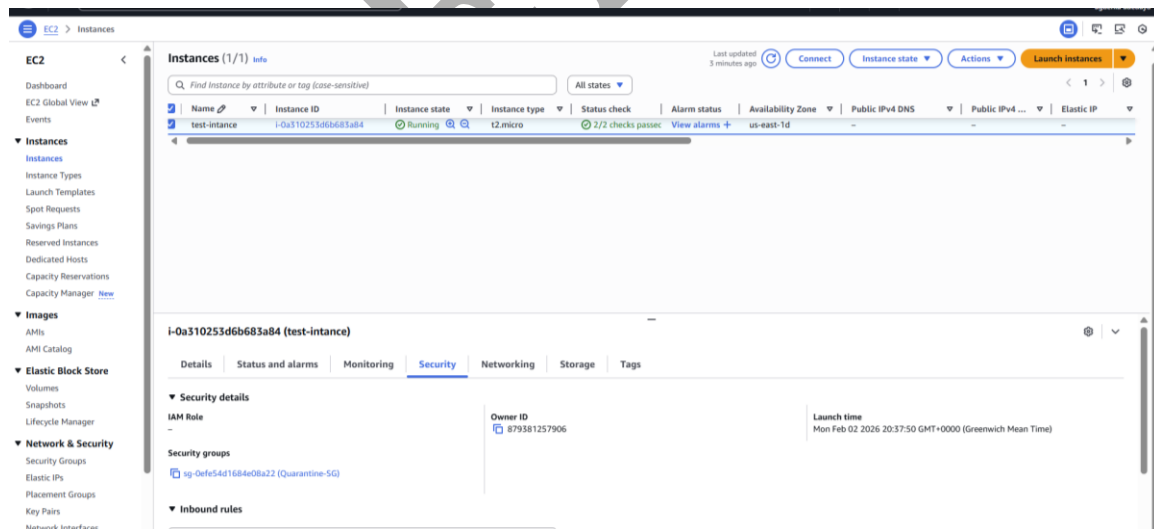 EC2 > Instances
EC2
Dashboard
EC2 Global View
Events
Instances
Instances
Instance Types
Launch Templates
Spot Requests
Savings Plans
Reserved Instances
Dedicated Hosts
Capacity Reservations
Capacity Manager New
Images
AMIs
AMI Catalog
Elastic Block Store
Volumes
Snapshots
Lifecycle Manager
Network & Security
Security Groups
Elastic IPs
Placement Groups
Key Pairs
Network Interfaces
Instances (1/1) Info
Last updated
3 minutes ago
Connect
Instance state
Actions
Launch instances
Find Instance by attribute or tag (case-sensitive)
All states
1
Name Instance ID Instance state Instance type Status check Alarm status Availability Zone Public IPv4 DNS Public IPv4 ... Elastic IP
test-intance i-0a310253d6b683a84 Running t2.micro 2/2 checks passec View alarms + us-east-1d – – –
i-0a310253d6b683a84 (test-intance)
Details Status and alarms Monitoring Security Networking Storage Tags
Security details
IAM Role
–
Owner ID
879381257906
Launch time
Mon Feb 02 2026 20:37:50 GMT+0000 (Greenwich Mean Time)
Security groups
sg-0efe54d1684e08a22 (Quarantine-SG)
Inbound rules